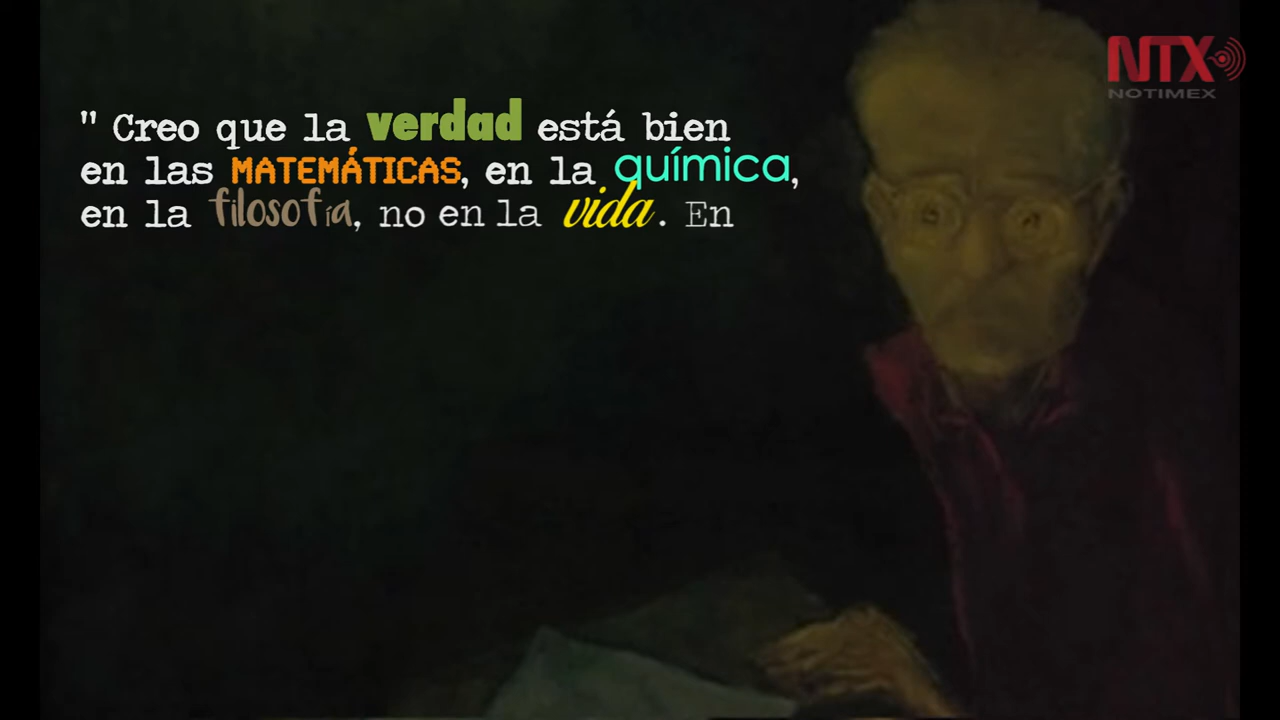 " Creo que la verdad está bien
en las MATEMÁTICAS, en la química,
en la filosofía, no en la vida. En
NTX
NOTIMEX